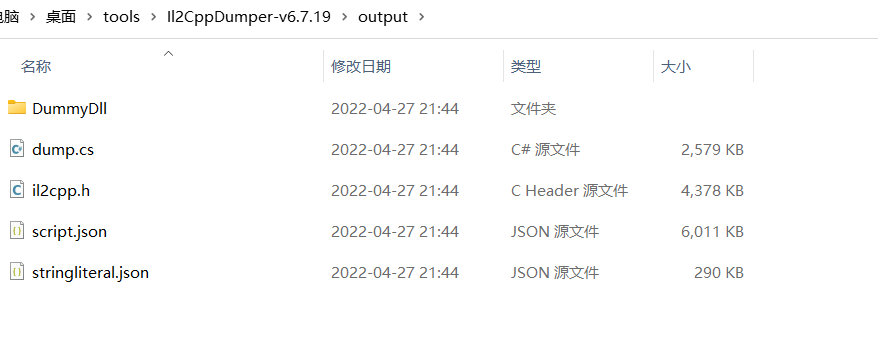 电脑 > 桌面 > tools > Il2CppDumper-v6.7.19 > output >
名称 修改日期 类型 大小
DummyDll 2022-04-27 21:44 文件夹
dump.cs 2022-04-27 21:44 C# 源文件 2,579 KB
il2cpp.h 2022-04-27 21:44 C Header 源文件 4,378 KB
script.json 2022-04-27 21:44 JSON 源文件 6,011 KB
stringliteral.json 2022-04-27 21:44 JSON 源文件 290 KB